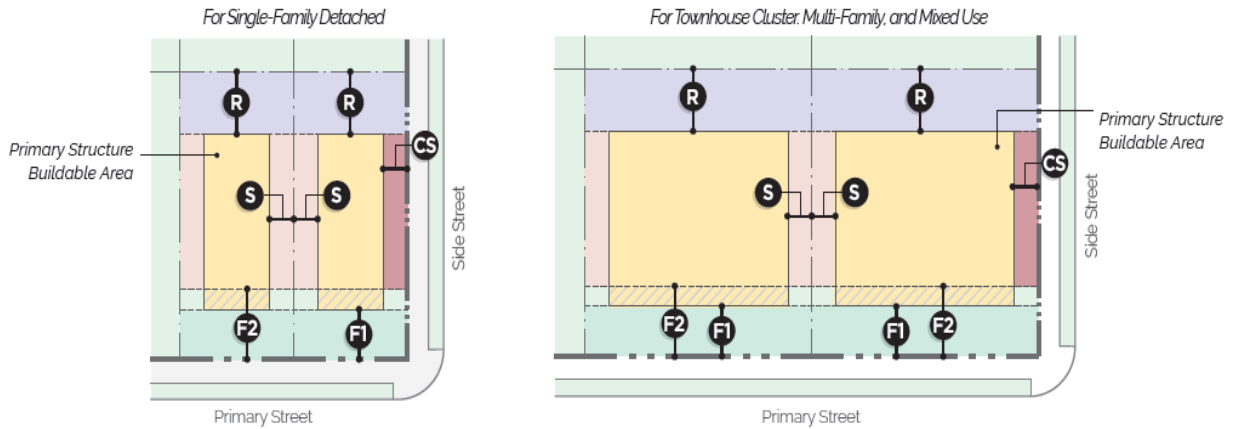 For Single-Family Detached
R
R
CS
Primary Structure
Buildable Area
S
S
Side Street
F2
F1
Primary Street
For Townhouse Cluster. Multi-Family, and Mixed Use
R
R
Primary Structure
Buildable Area
CS
S
S
Side Street
F2
F1
F1
F2
Primary Street